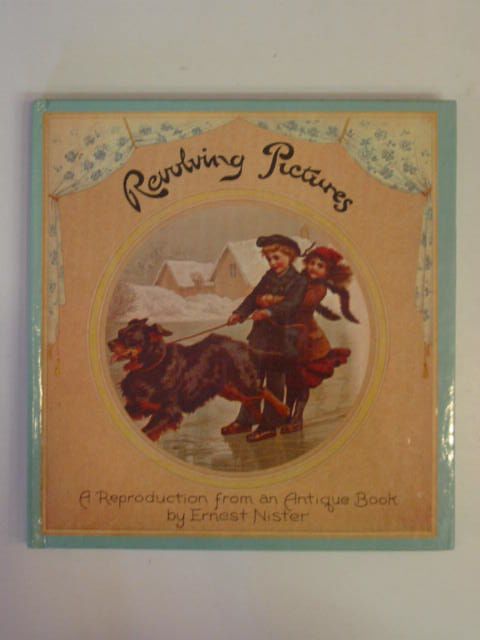 Revolving Pictures
A Reproduction from an Antique Book
by Ernest Nister